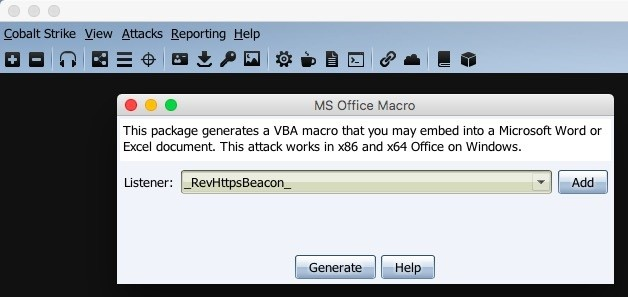 Cobalt Strike View Attacks Reporting Help
MS Office Macro
This package generates a VBA macro that you may embed into a Microsoft Word or
Excel document. This attack works in x86 and x64 Office on Windows.
Listener: _RevHttpsBeacon_ Add
Generate Help